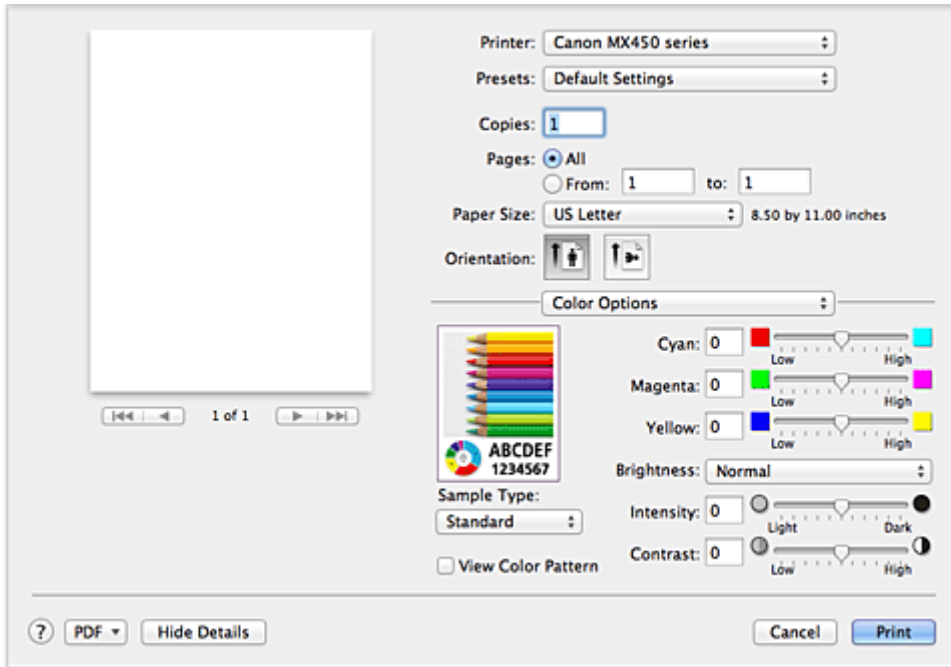 Printer: Canon MX450 series
Presets: Default Settings
Copies: 1
Pages: All
From: 1 to: 1
Paper Size: US Letter 8.50 by 11.00 inches
Orientation:
Color Options
1 of 1
ABCDEF
1234567
Sample Type:
Standard
View Color Pattern
Cyan: 0
Low High
Magenta: 0
Low High
Yellow: 0
Low High
Brightness: Normal
Intensity: 0
Light Dark
Contrast: 0
Low High
? PDF Hide Details Cancel Print